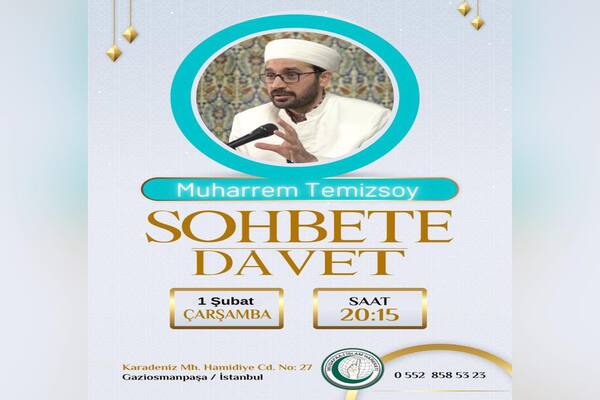 Muharrem Temizsoy
SOHBETE
DAVET
1 Şubat
ÇARŞAMBA
SAAT
20:15
Karadeniz Mh. Hamidiye Cd. No: 27
Gaziosmanpaşa / İstanbul
0 552 858 53 23